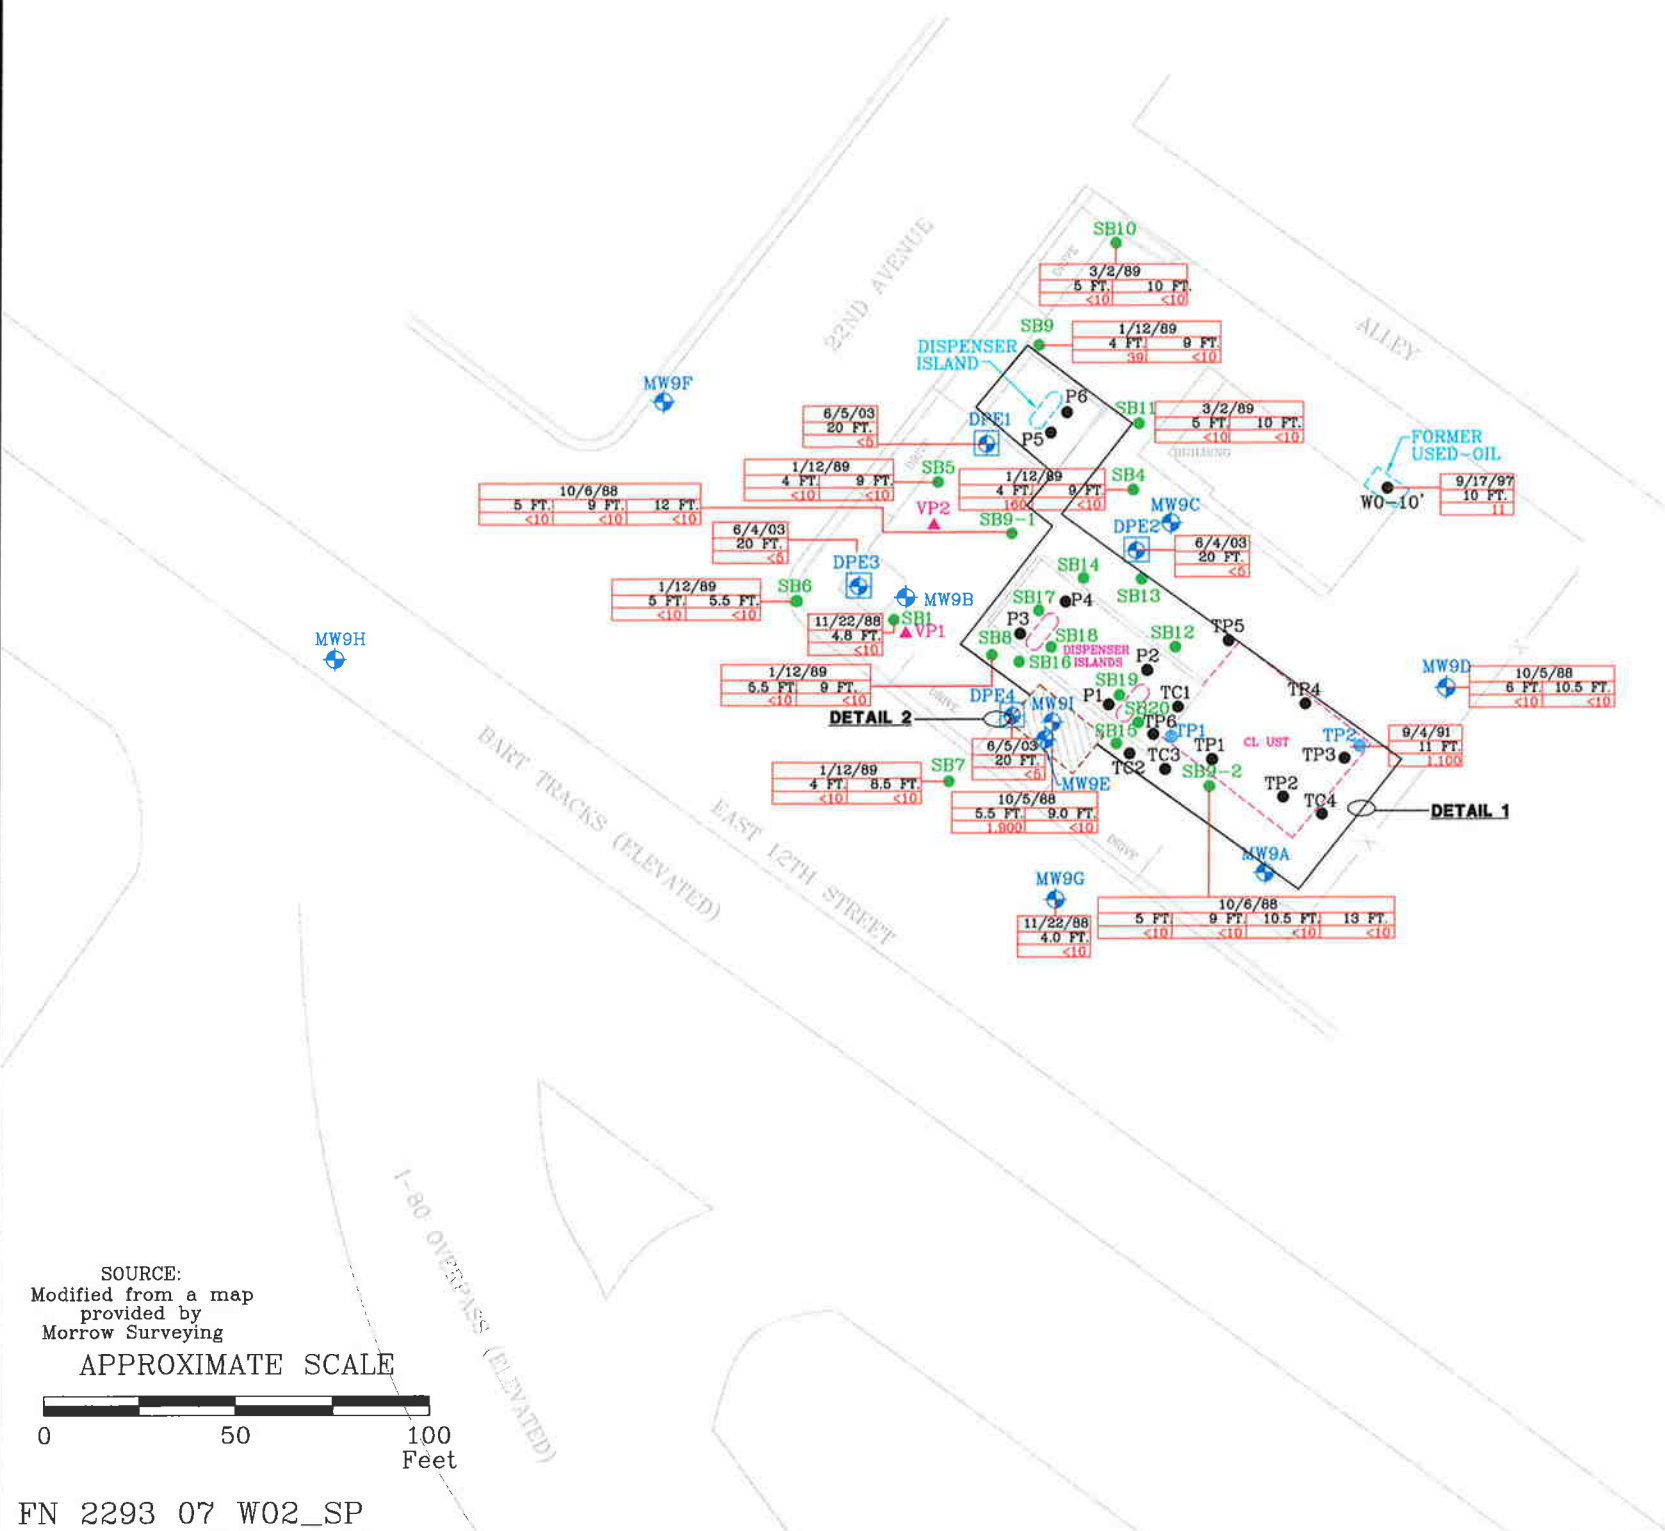 SB10
3/2/89
5 FT. 10 FT.
<10 <10
DRIVE
22ND AVENUE
ALLEY
SB9
1/12/89
4 FT. 9 FT.
39 <10
DISPENSER
ISLAND
MW9F
P6
P5
DPE1
6/5/03
20 FT.
<5
DRIVE
SB11
3/2/89
5 FT. 10 FT.
<10 <10
BUILDING
FORMER
USED-OIL
WO-10'
9/17/97
10 FT.
11
1/12/89
4 FT. 9 FT.
<10 <10
SB5
1/12/89
4 FT. 9 FT.
160 <10
SB4
10/6/88
5 FT. 9 FT. 12 FT.
<10 <10 <10
VP2
SB9-1
MW9C
DPE2
6/4/03
20 FT.
<5
6/4/03
20 FT.
<5
DPE3
SB14
SB13
1/12/89
5 FT. 5.5 FT.
<10 <10
SB6
MW9B
SB17
P4
11/22/88
4.8 FT.
<10
SB1
VP1
P3
SB8
SB18
SB16
DISPENSER
ISLANDS
SB12
TP5
MW9H
P2
1/12/89
5.5 FT. 9 FT.
<10 <10
DRIVE
DPE4
MW9I
P1
SB19
SB20
TC1
TP4
MW9D
10/5/88
6 FT. 10.5 FT.
<10 <10
DETAIL 2
SB15
TP6
TP1
CL UST
TP2
9/4/91
11 FT.
1,100
6/5/03
20 FT.
<5
TC2
TC3
TP1
TP3
SB7
1/12/89
4 FT. 8.5 FT.
<10 <10
MW9E
SB9-2
TP2
TC4
10/5/88
5.5 FT. 9.0 FT.
1,900 <10
DETAIL 1
DRIVE
MW9A
MW9G
11/22/88
4.0 FT.
<10
10/6/88
5 FT. 9 FT. 10.5 FT. 13 FT.
<10 <10 <10 <10
X
X
BART TRACKS (ELEVATED)
EAST 12TH STREET
I-80 OVERPASS (ELEVATED)
SOURCE:
Modified from a map
provided by
Morrow Surveying
APPROXIMATE SCALE
0 50 100
Feet
FN 2293 07 W02_SP